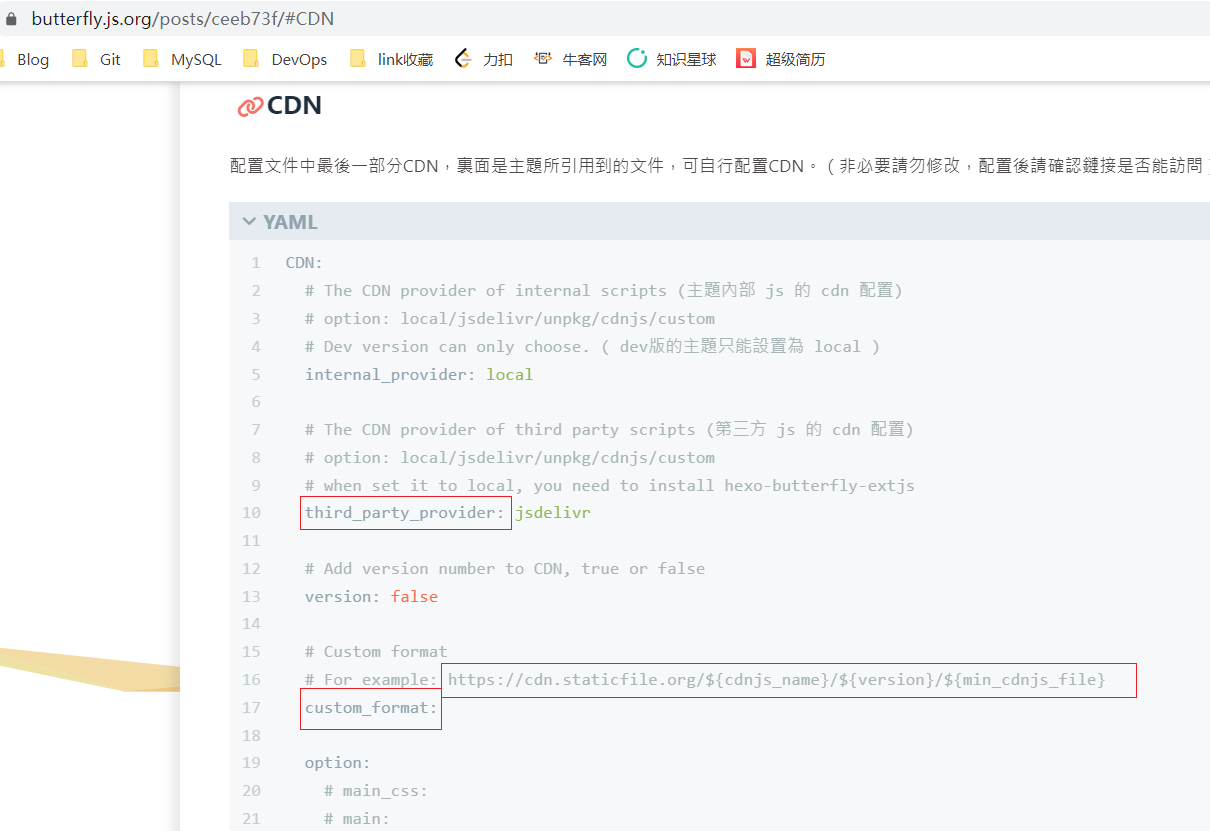 butterfly.js.org/posts/ceeb73f/#CDN
Blog Git MySQL DevOps link收藏 力扣 牛客网 知识星球 超级简历
CDN
配置文件中最後一部分CDN，裏面是主題所引用到的文件，可自行配置CDN。（非必要請勿修改，配置後請確認鏈接是否能訪問）
YAML
1 CDN:
2 # The CDN provider of internal scripts (主題內部 js 的 cdn 配置)
3 # option: local/jsdelivr/unpkg/cdnjs/custom
4 # Dev version can only choose. ( dev版的主題只能設置為 local )
5 internal_provider: local
6
7 # The CDN provider of third party scripts (第三方 js 的 cdn 配置)
8 # option: local/jsdelivr/unpkg/cdnjs/custom
9 # when set it to local, you need to install hexo-butterfly-extjs
10 third_party_provider: jsdelivr
11
12 # Add version number to CDN, true or false
13 version: false
14
15 # Custom format
16 # For example: https://cdn.staticfile.org/${cdnjs_name}/${version}/${min_cdnjs_file}
17 custom_format:
18
19 option:
20 # main_css:
21 # main: